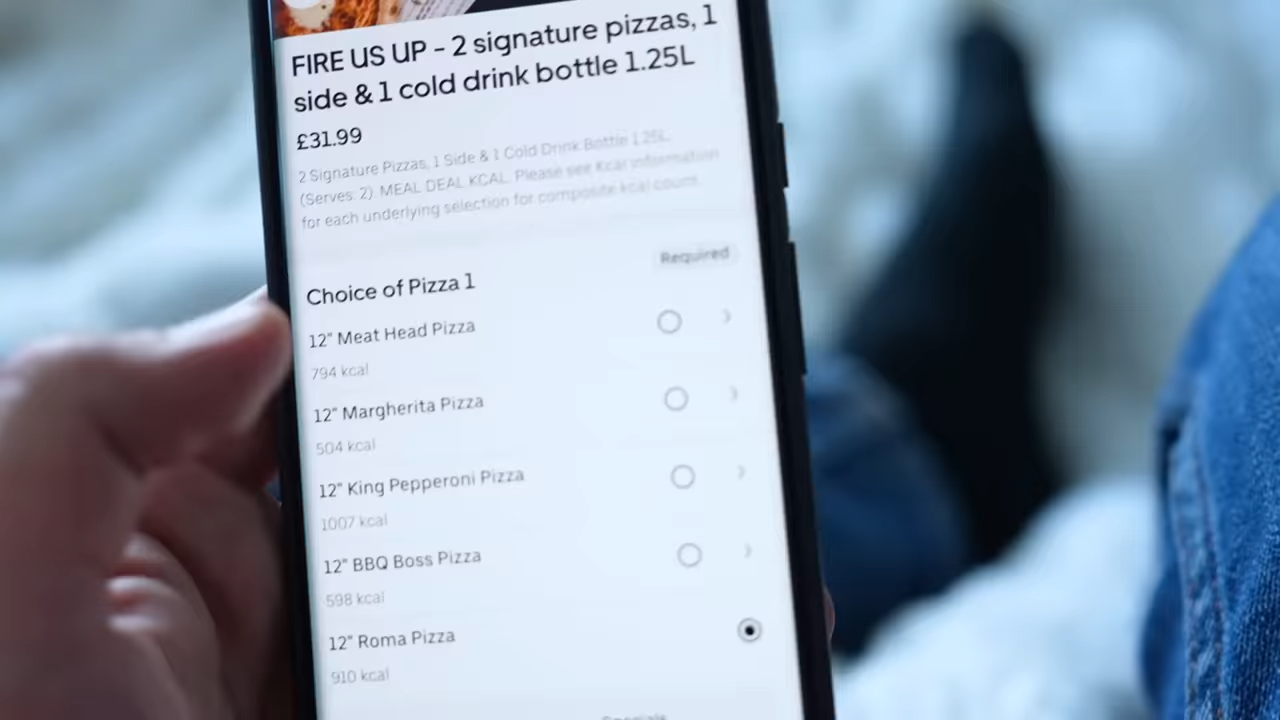 FIRE US UP - 2 signature pizzas, 1
side & 1 cold drink bottle 1.25L
£31.99
2 Signature Pizzas, 1 Side & 1 Cold Drink Bottle 1.25L.
(Serves: 2). MEAL DEAL KCAL. Please see Kcal information
for each underlying selection for composite kcal count.
Required
Choice of Pizza 1
12" Meat Head Pizza
794 kcal
12" Margherita Pizza
504 kcal
12" King Pepperoni Pizza
1007 kcal
12" BBQ Boss Pizza
598 kcal
12" Roma Pizza
910 kcal
Specials